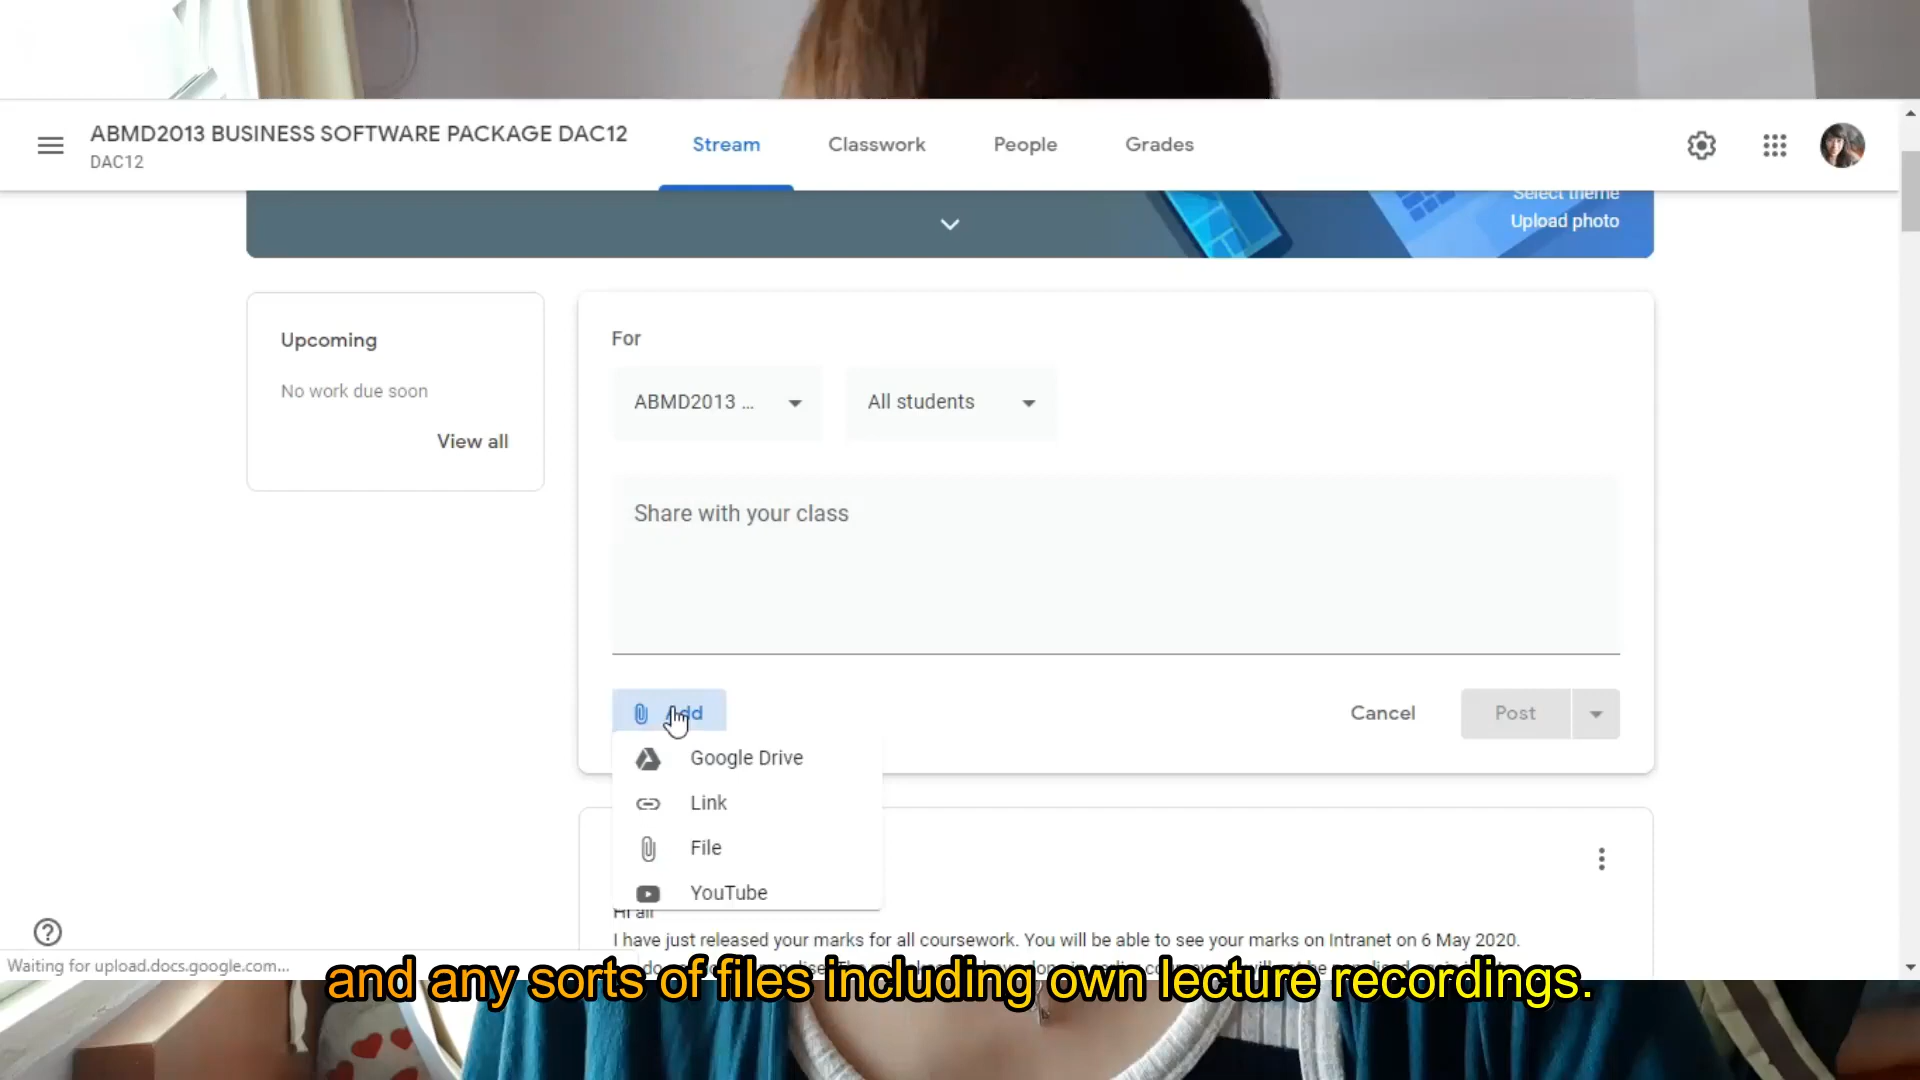 ABMD2013 BUSINESS SOFTWARE PACKAGE DAC12
DAC12
Stream
Classwork
People
Grades
Select theme
Upload photo
Upcoming
No work due soon
View all
For
ABMD2013 ...
All students
Share with your class
Add
Cancel
Post
Google Drive
Link
File
YouTube
Hi all
I have just released your marks for all coursework. You will be able to see your marks on Intranet on 6 May 2020.
Waiting for upload.docs.google.com...
and any sorts of files including own lecture recordings.